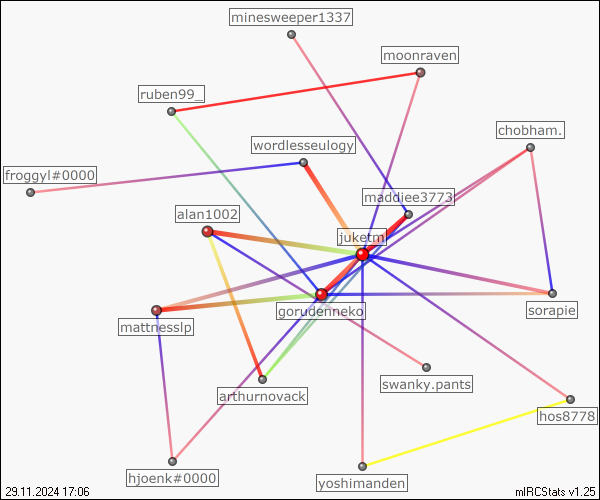 minesweeper1337
moonraven
ruben99_
chobham.
wordlesseulogy
froggyl#0000
maddiee3773
alan1002
juketm
gorudenneko
sorapie
mattnesslp
swanky.pants
arthurnovack
hos8778
hjoenk#0000
yoshimanden
29.11.2024 17:06
mIRCStats v1.25